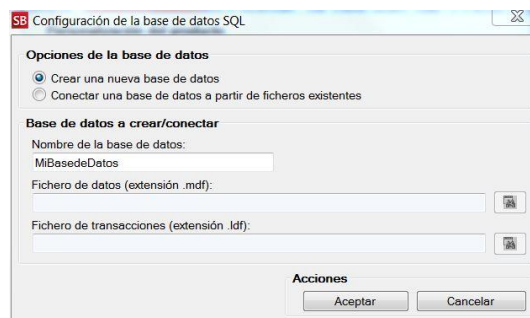 SB Configuración de la base de datos SQL
Opciones de la base de datos
Crear una nueva base de datos
Conectar una base de datos a partir de ficheros existentes
Base de datos a crear/conectar
Nombre de la base de datos:
MiBasedeDatos
Fichero de datos (extensión .mdf):
Fichero de transacciones (extensión .ldf):
Acciones
Aceptar Cancelar